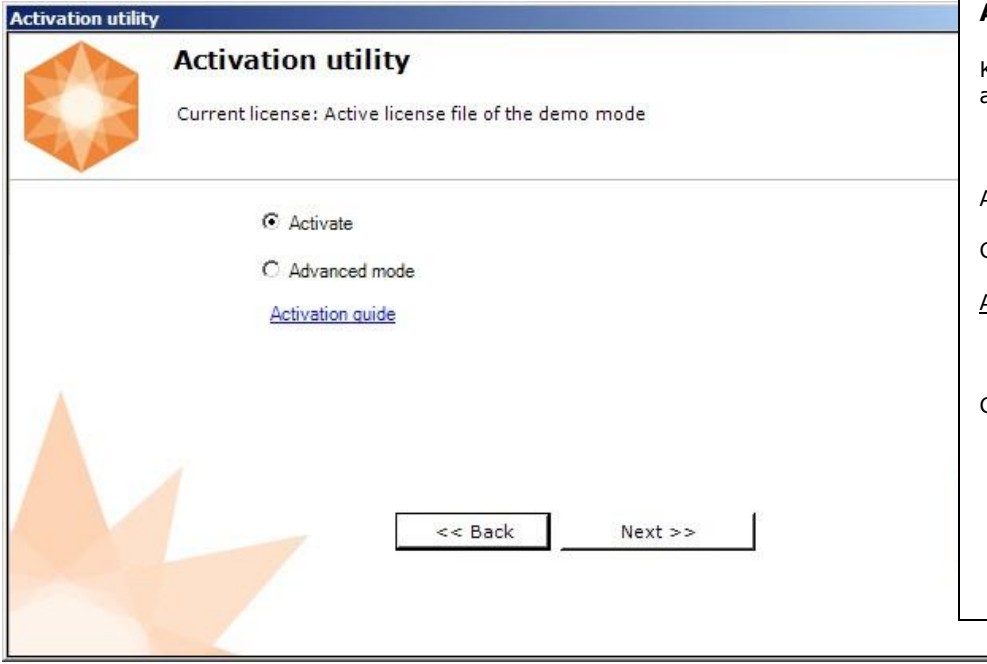 Activation utility
Activation utility
Current license: Active license file of the demo mode
Activate
Advanced mode
Activation guide
<< Back
Next >>